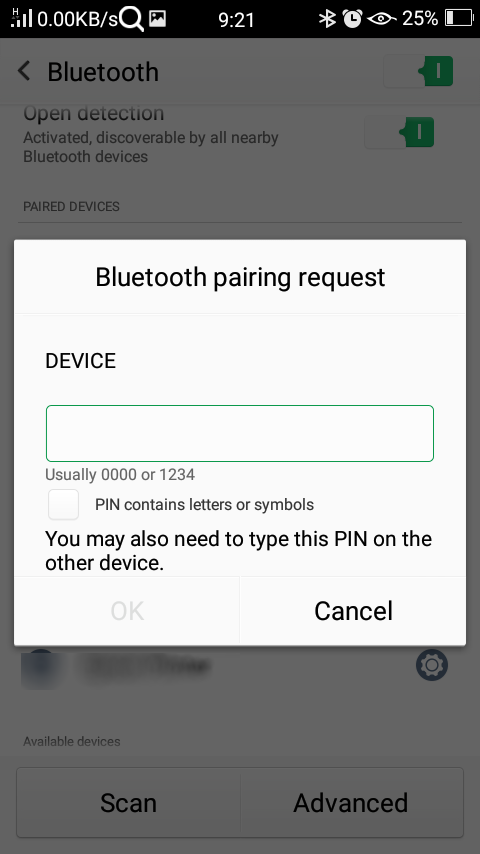 H 0.00KB/s 9:21 25%
Bluetooth
Open detection
Activated, discoverable by all nearby
Bluetooth devices
PAIRED DEVICES
Bluetooth pairing request
DEVICE
Usually 0000 or 1234
PIN contains letters or symbols
You may also need to type this PIN on the
other device.
OK Cancel
Available devices
Scan Advanced